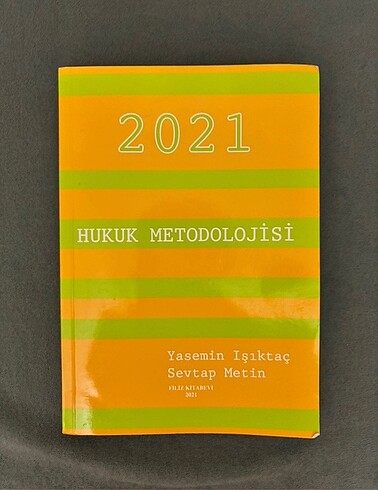 2021
HUKUK METODOLOJİSİ
Yasemin Işıktaç
Sevtap Metin
FİLİZ KİTABEVİ
2021